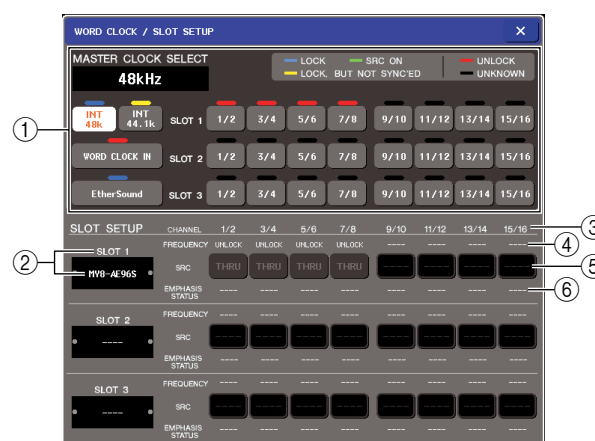 WORD CLOCK / SLOT SETUP ×
MASTER CLOCK SELECT
48kHz
LOCK SRC ON UNLOCK
LOCK, BUT NOT SYNC'ED UNKNOWN
INT 48k INT 44.1k SLOT 1 1/2 3/4 5/6 7/8 9/10 11/12 13/14 15/16
WORD CLOCK IN SLOT 2 1/2 3/4 5/6 7/8 9/10 11/12 13/14 15/16
EtherSound SLOT 3 1/2 3/4 5/6 7/8 9/10 11/12 13/14 15/16
1
SLOT SETUP CHANNEL 1/2 3/4 5/6 7/8 9/10 11/12 13/14 15/16 3
SLOT 1 FREQUENCY UNLOCK UNLOCK UNLOCK UNLOCK ---- ---- ---- ---- 4
2 MY8-AE96S SRC THRU THRU THRU THRU ---- ---- ---- ---- 5
EMPHASIS STATUS ---- ---- ---- ---- ---- ---- ---- ---- 6
SLOT 2 FREQUENCY ---- ---- ---- ---- ---- ---- ---- ----
---- SRC ---- ---- ---- ---- ---- ---- ---- ----
EMPHASIS STATUS ---- ---- ---- ---- ---- ---- ---- ----
SLOT 3 FREQUENCY ---- ---- ---- ---- ---- ---- ---- ----
---- SRC ---- ---- ---- ---- ---- ---- ---- ----
EMPHASIS STATUS ---- ---- ---- ---- ---- ---- ---- ----